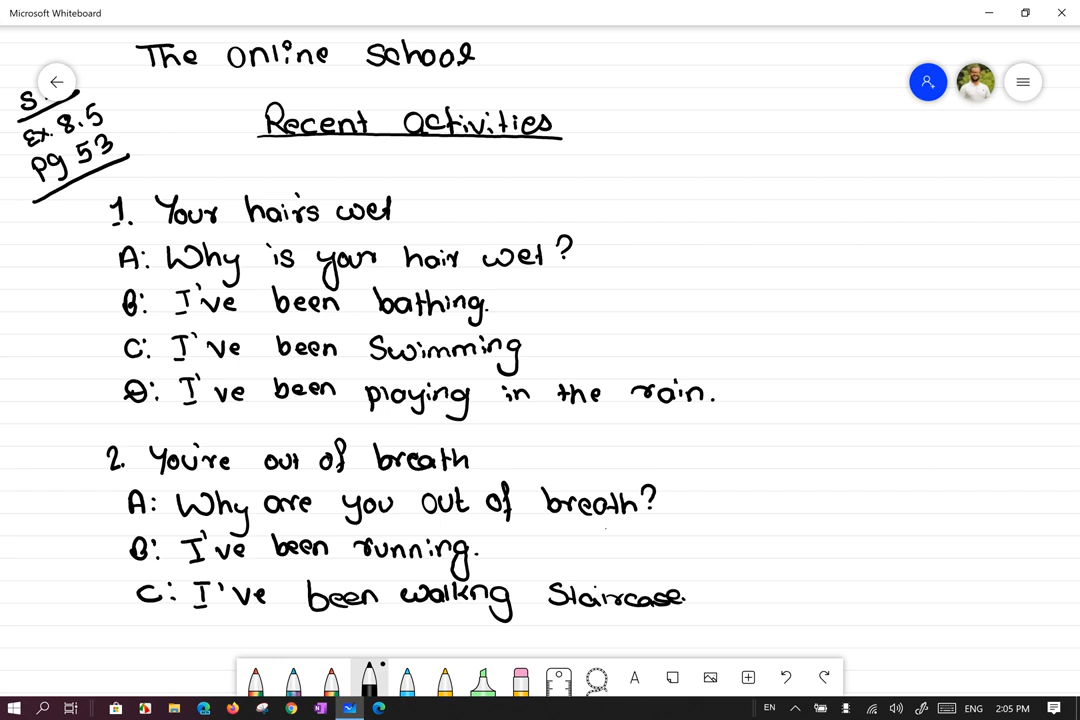 Microsoft Whiteboard
The Online School
S.
Ex. 8.5
Pg 53
Recent activities
1. Your hair's wet
A: Why is your hair wet?
B: I've been bathing.
C: I've been Swimming
D: I've been playing in the rain.
2. You're out of breath
A: Why are you out of breath?
B: I've been running.
C: I've been walkng Staircase.
A
EN
ENG
2:05 PM